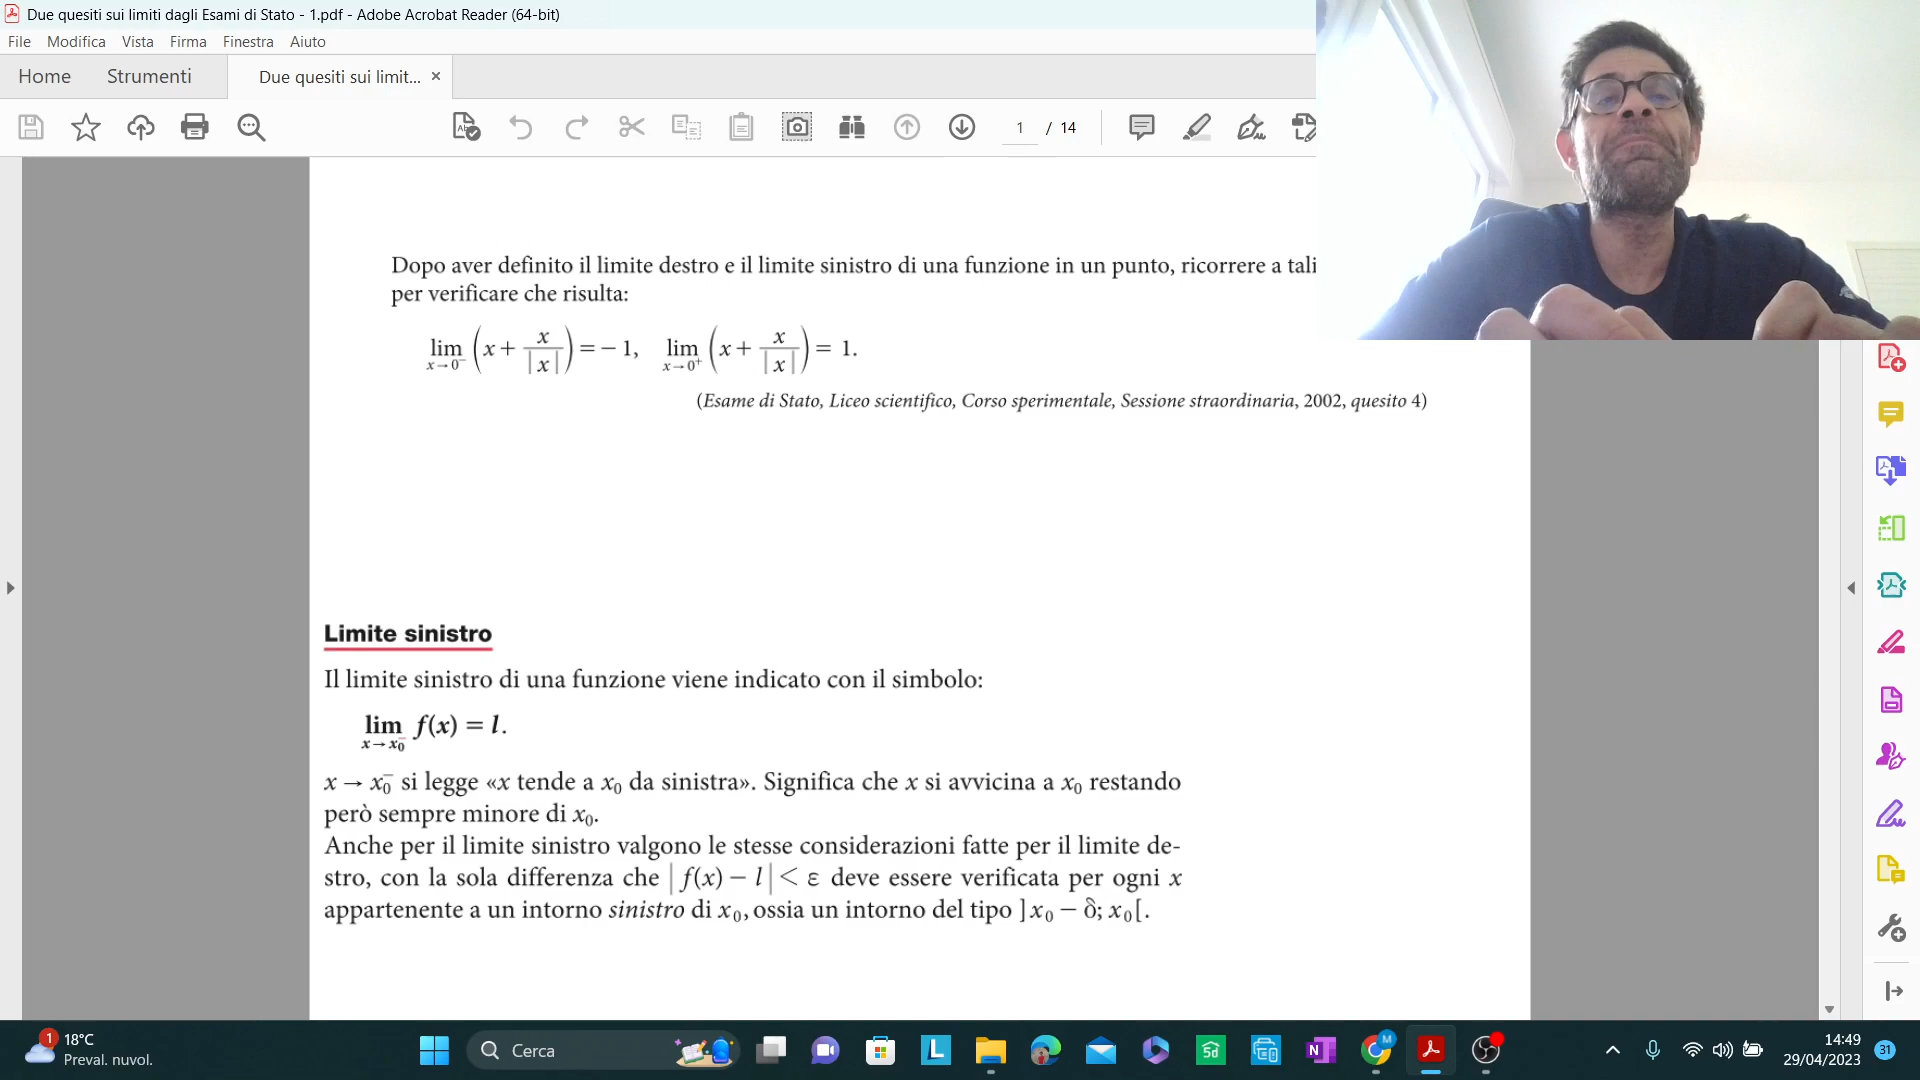 Due quesiti sui limiti dagli Esami di Stato - 1.pdf - Adobe Acrobat Reader (64-bit)
File Modifica Vista Firma Finestra Aiuto
Home Strumenti Due quesiti sui limit... ×
1 / 14
Dopo aver definito il limite destro e il limite sinistro di una funzione in un punto, ricorrere a tali
per verificare che risulta:
lim x→0⁻ (x + x/|x|) = − 1, lim x→0⁺ (x + x/|x|) = 1.
(Esame di Stato, Liceo scientifico, Corso sperimentale, Sessione straordinaria, 2002, quesito 4)
Limite sinistro
Il limite sinistro di una funzione viene indicato con il simbolo:
lim x→x₀⁻ f(x) = l.
x → x₀⁻ si legge «x tende a x₀ da sinistra». Significa che x si avvicina a x₀ restando
però sempre minore di x₀.
Anche per il limite sinistro valgono le stesse considerazioni fatte per il limite de-
stro, con la sola differenza che |f(x) − l| < ε deve essere verificata per ogni x
appartenente a un intorno sinistro di x₀, ossia un intorno del tipo ]x₀ − δ; x₀[.
1
18°C
Preval. nuvol.
Cerca
14:49
29/04/2023
31